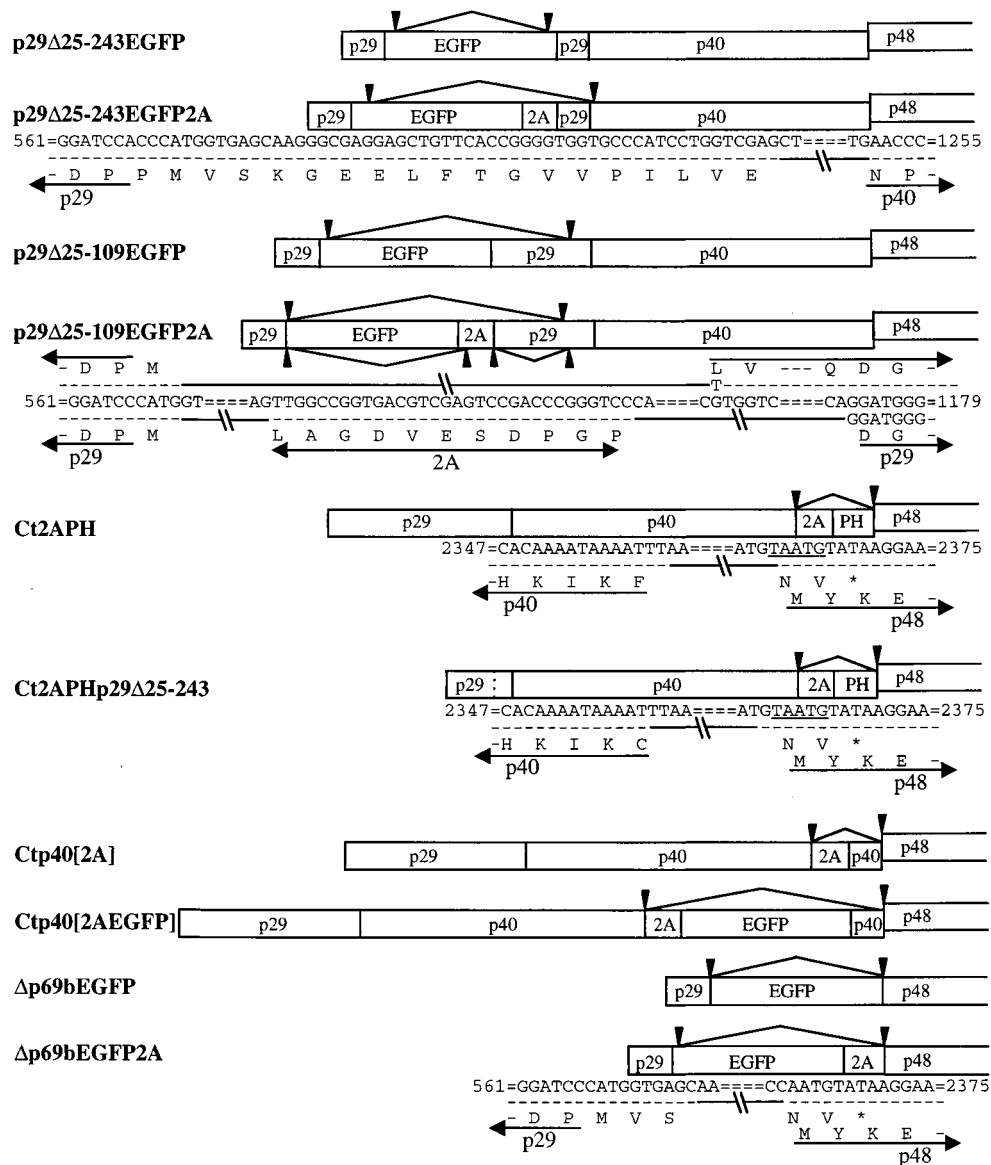 p29Δ25-243EGFP
p29 EGFP p29 p40 p48
p29Δ25-243EGFP2A
p29 EGFP 2A p29 p40 p48
561=GGATCCACCCATGGTGAGCAAGGGCGAGGAGCTGTTCACCGGGGTGGTGCCCATCCTGGTCGAGCT====TGAACCC=1255
- D P P M V S K G E E L F T G V V P I L V E N P -
p29 p40
p29Δ25-109EGFP
p29 EGFP p29 p40 p48
p29Δ25-109EGFP2A
p29 EGFP 2A p29 p40 p48
- D P M L V --- Q D G -
T
561=GGATCCCATGGT====AGTTGGCCGGTGACGTCGAGTCCGACCCGGGTCCCA====CGTGGTC====CAGGATGGG=1179
GGATGGG-
- D P M L A G D V E S D P G P D G -
p29 2A p29
Ct2APH
p29 p40 2A PH p48
2347=CACAAAATAAAATTTAA====ATGTAATGTATAAGGAA=2375
-H K I K F N V *
M Y K E -
p40 p48
Ct2APHp29Δ25-243
p29 p40 2A PH p48
2347=CACAAAATAAAATTTAA====ATGTAATGTATAAGGAA=2375
-H K I K C N V *
M Y K E -
p40 p48
Ctp40[2A]
p29 p40 2A p40 p48
Ctp40[2AEGFP]
p29 p40 2A EGFP p40 p48
Δp69bEGFP
p29 EGFP p48
Δp69bEGFP2A
p29 EGFP 2A p48
561=GGATCCCATGGTGAGCAA====CCAATGTATAAGGAA=2375
- D P M V S N V *
M Y K E -
p29 p48